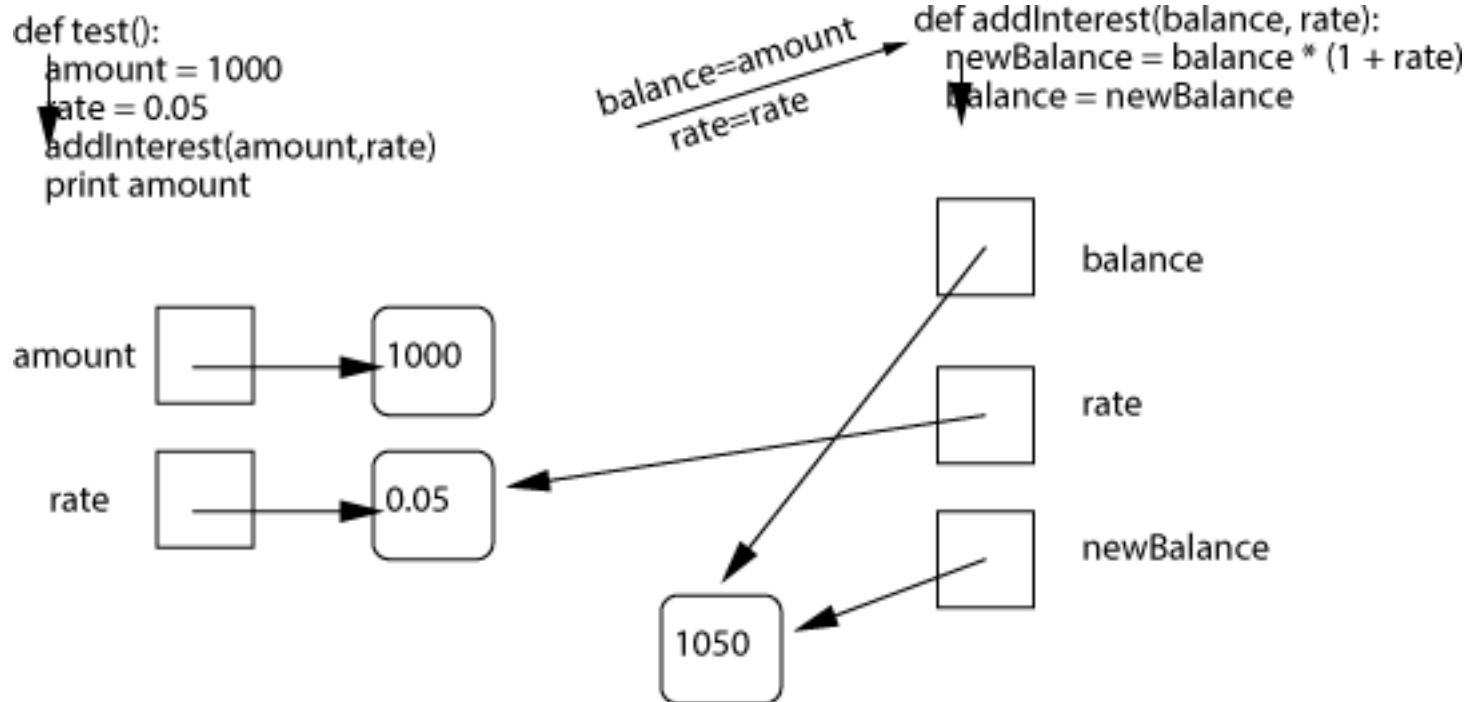 def test():
amount = 1000
rate = 0.05
addInterest(amount,rate)
print amount
balance=amount
rate=rate
def addInterest(balance, rate):
newBalance = balance * (1 + rate)
balance = newBalance
balance
amount
1000
rate
rate
0.05
newBalance
1050